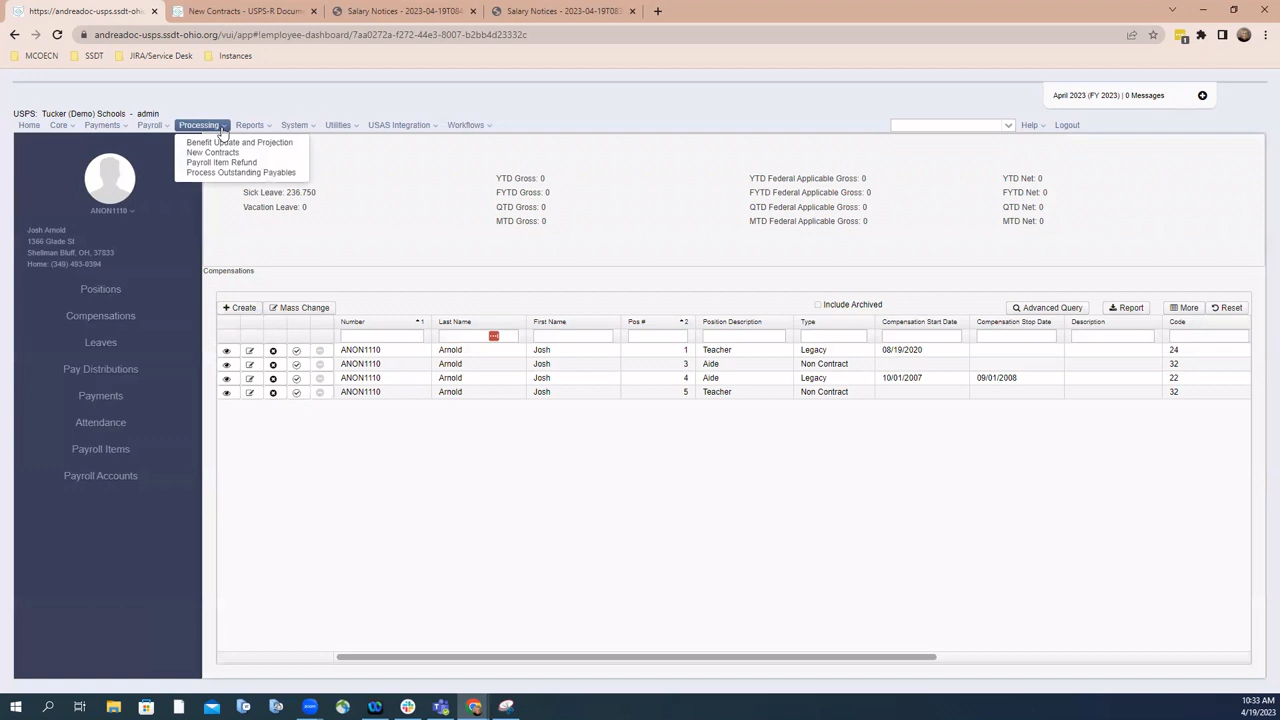 https://andreadoc-usps.ssdt-ohio
New Contracts - USPS-R Docum
Salary Notices - 2023-04-19T084
Salary Notices - 2023-04-19T083
andreadoc-usps.ssdt-ohio.org/vui/app#!employee-dashboard/7aa0272a-f272-44e3-8007-b2bb4d23332c
MCOECN
SSDT
JIRA/Service Desk
Instances
April 2023 (FY 2023) | 0 Messages
USPS: Tucker (Demo) Schools - admin
Home Core Payments Payroll Processing Reports System Utilities USAS Integration Workflows Help Logout
Benefit Update and Projection
New Contracts
Payroll Item Refund
Process Outstanding Payables
ANON1110
Josh Arnold
1366 Glade St
Shellman Bluff, OH, 37833
Home: (349) 493-0394
Positions
Compensations
Leaves
Pay Distributions
Payments
Attendance
Payroll Items
Payroll Accounts
YTD Gross: 0 YTD Federal Applicable Gross: 0 YTD Net: 0
Sick Leave: 236.750 FYTD Gross: 0 FYTD Federal Applicable Gross: 0 FYTD Net: 0
Vacation Leave: 0 QTD Gross: 0 QTD Federal Applicable Gross: 0 QTD Net: 0
MTD Gross: 0 MTD Federal Applicable Gross: 0 MTD Net: 0
Compensations
Create Mass Change Include Archived Advanced Query Report More Reset
Number 1 Last Name First Name Pos # 2 Position Description Type Compensation Start Date Compensation Stop Date Description Code
ANON1110 Arnold Josh 1 Teacher Legacy 08/19/2020 24
ANON1110 Arnold Josh 3 Aide Non Contract 32
ANON1110 Arnold Josh 4 Aide Legacy 10/01/2007 09/01/2008 22
ANON1110 Arnold Josh 5 Teacher Non Contract 32
10:33 AM
4/19/2023